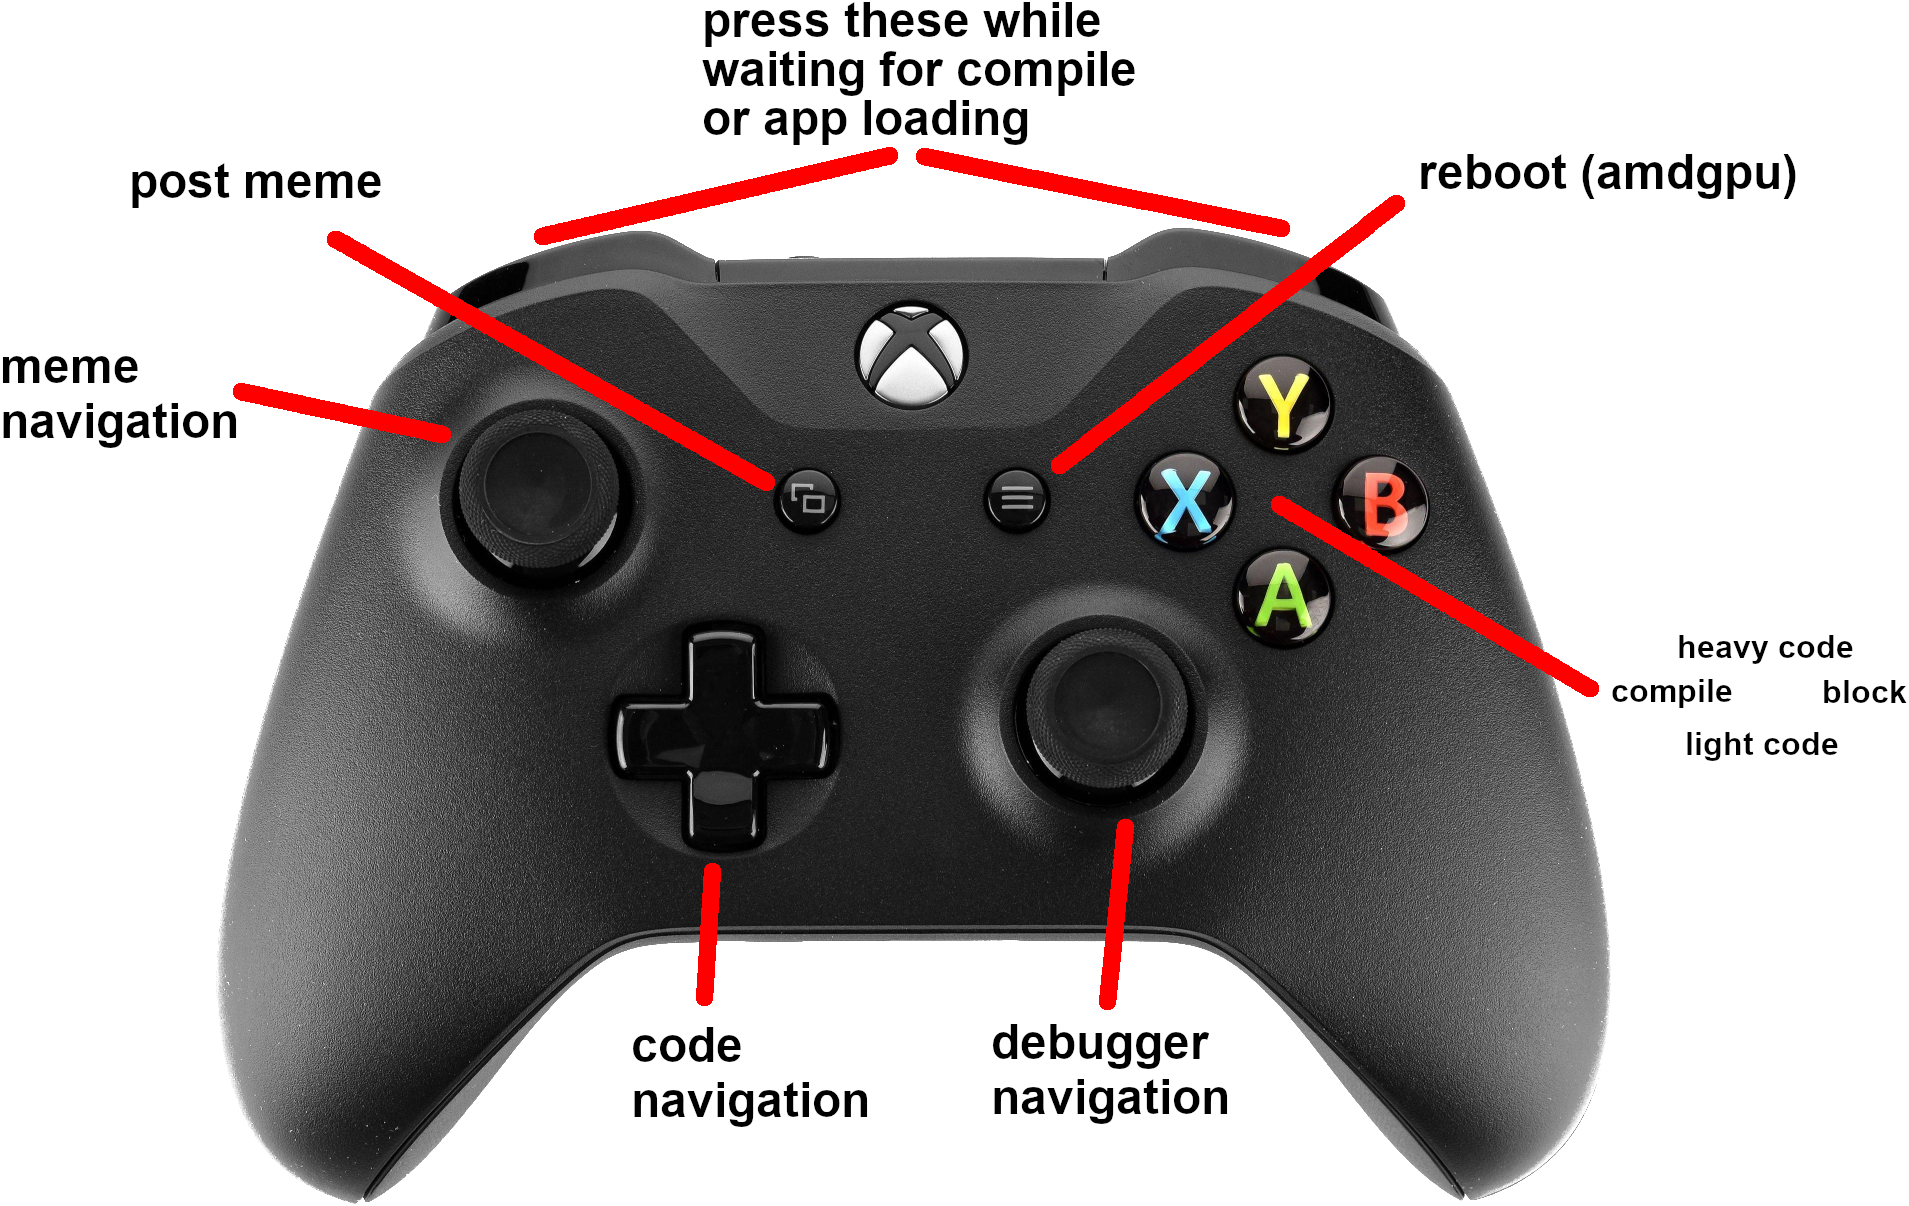 press these while
waiting for compile
or app loading
post meme
reboot (amdgpu)
meme
navigation
Y
X
B
A
heavy code
compile
block
light code
code
navigation
debugger
navigation